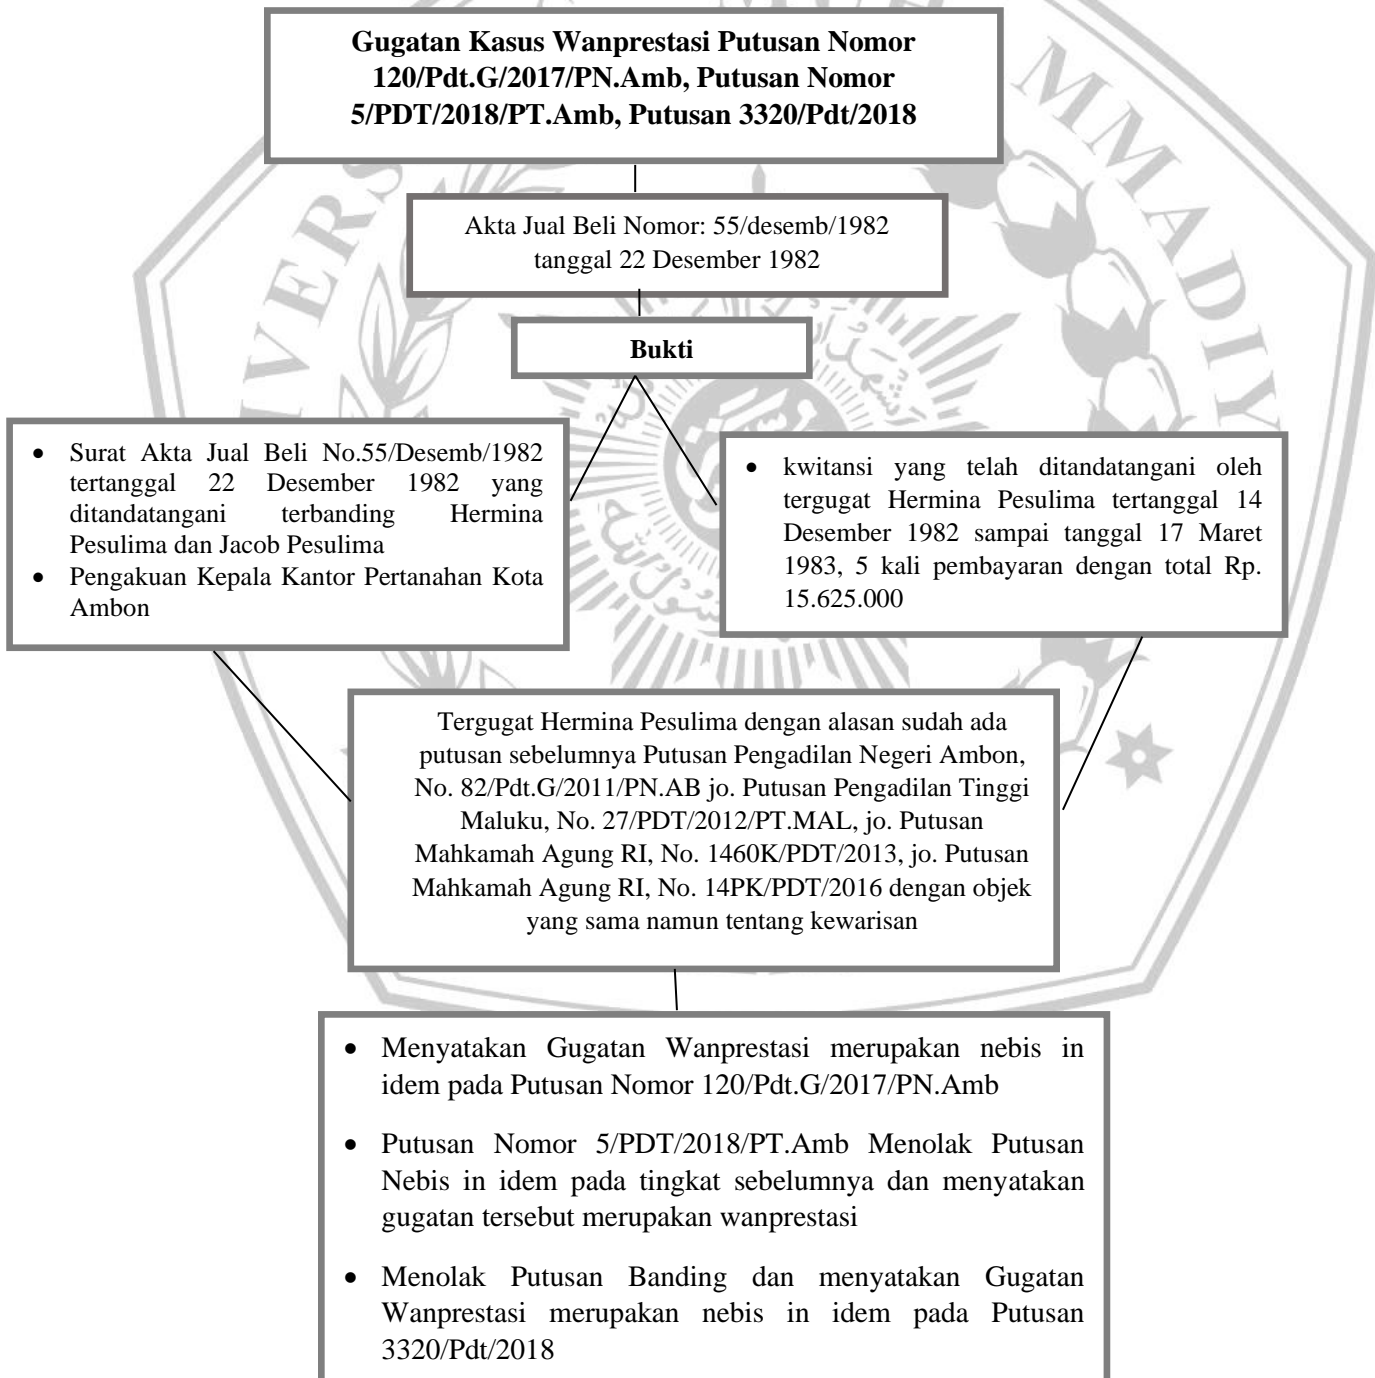 Gugatan Kasus Wanprestasi Putusan Nomor
120/Pdt.G/2017/PN.Amb, Putusan Nomor
5/PDT/2018/PT.Amb, Putusan 3320/Pdt/2018
Akta Jual Beli Nomor: 55/desemb/1982
tanggal 22 Desember 1982
Bukti
• Surat Akta Jual Beli No.55/Desemb/1982
tertanggal 22 Desember 1982 yang
ditandatangani terbanding Hermina
Pesulima dan Jacob Pesulima
• Pengakuan Kepala Kantor Pertanahan Kota
Ambon
• kwitansi yang telah ditandatangani oleh
tergugat Hermina Pesulima tertanggal 14
Desember 1982 sampai tanggal 17 Maret
1983, 5 kali pembayaran dengan total Rp.
15.625.000
Tergugat Hermina Pesulima dengan alasan sudah ada
putusan sebelumnya Putusan Pengadilan Negeri Ambon,
No. 82/Pdt.G/2011/PN.AB jo. Putusan Pengadilan Tinggi
Maluku, No. 27/PDT/2012/PT.MAL, jo. Putusan
Mahkamah Agung RI, No. 1460K/PDT/2013, jo. Putusan
Mahkamah Agung RI, No. 14PK/PDT/2016 dengan objek
yang sama namun tentang kewarisan
• Menyatakan Gugatan Wanprestasi merupakan nebis in
idem pada Putusan Nomor 120/Pdt.G/2017/PN.Amb
• Putusan Nomor 5/PDT/2018/PT.Amb Menolak Putusan
Nebis in idem pada tingkat sebelumnya dan menyatakan
gugatan tersebut merupakan wanprestasi
• Menolak Putusan Banding dan menyatakan Gugatan
Wanprestasi merupakan nebis in idem pada Putusan
3320/Pdt/2018